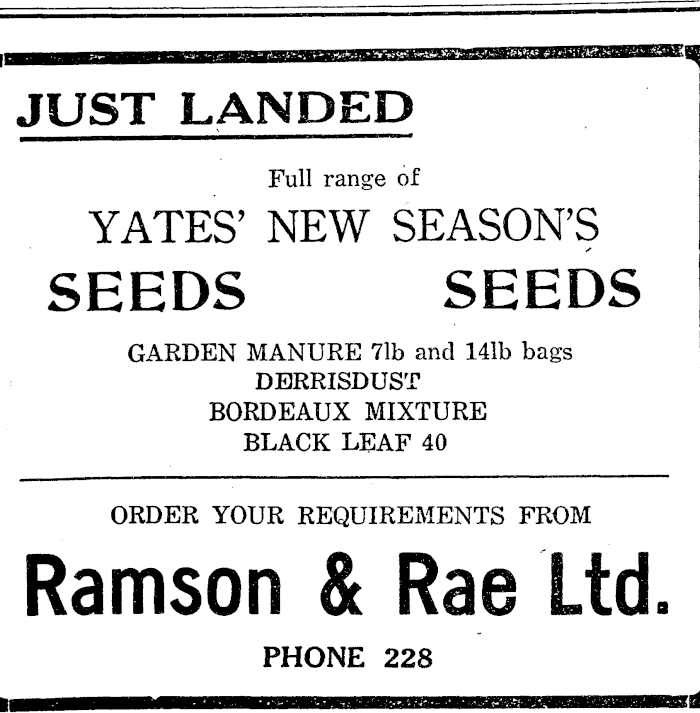 JUST LANDED
Full range of
YATES' NEW SEASON'S
SEEDS SEEDS
GARDEN MANURE 7lb and 14lb bags
DERRISDUST
BORDEAUX MIXTURE
BLACK LEAF 40
ORDER YOUR REQUIREMENTS FROM
Ramson & Rae Ltd.
PHONE 228